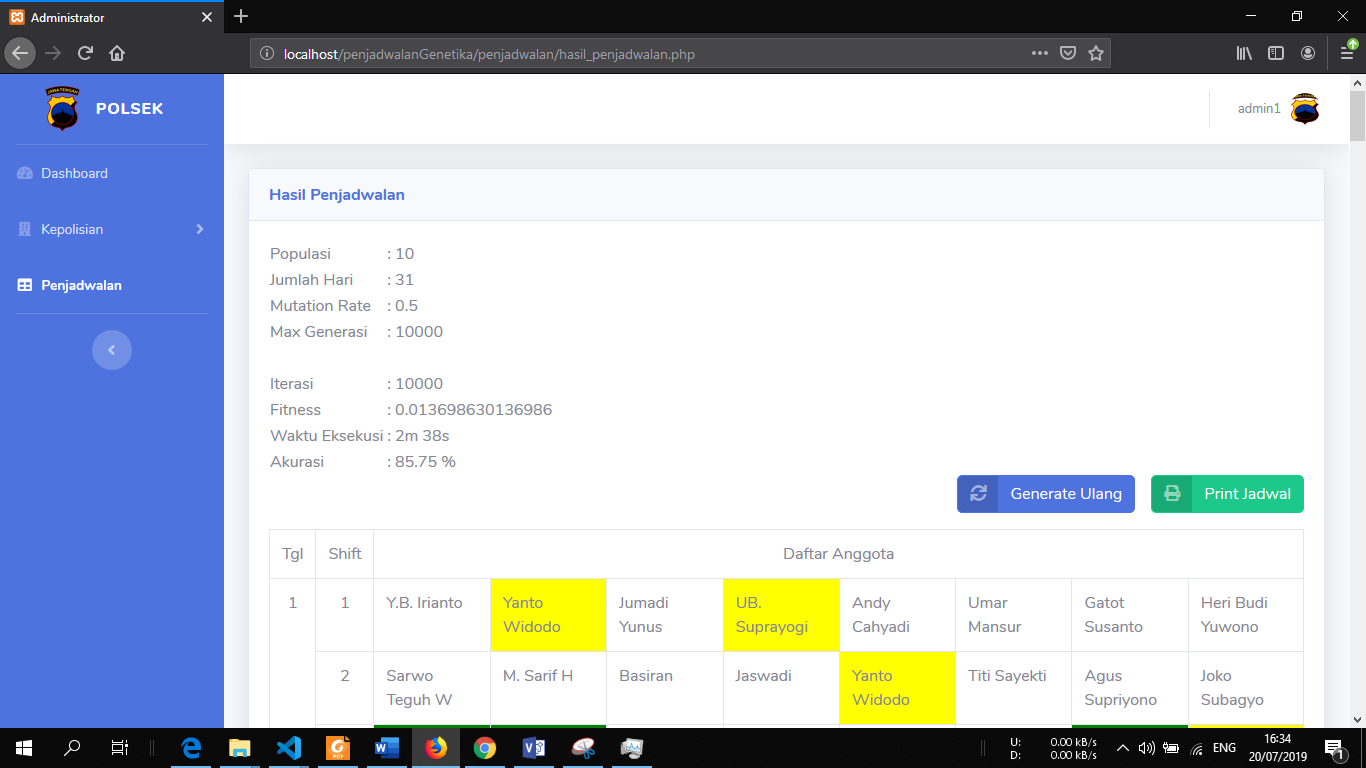 Administrator
localhost/penjadwalanGenetika/penjadwalan/hasil_penjadwalan.php
JAWA TENGAH
POLSEK
admin1
Dashboard
Kepolisian
Penjadwalan
Hasil Penjadwalan
Populasi : 10
Jumlah Hari : 31
Mutation Rate : 0.5
Max Generasi : 10000
Iterasi : 10000
Fitness : 0.013698630136986
Waktu Eksekusi : 2m 38s
Akurasi : 85.75 %
Generate Ulang
Print Jadwal
Tgl Shift Daftar Anggota
1 1 Y.B. Irianto Yanto Widodo Jumadi Yunus UB. Suprayogi Andy Cahyadi Umar Mansur Gatot Susanto Heri Budi Yuwono
2 Sarwo Teguh W M. Sarif H Basiran Jaswadi Yanto Widodo Titi Sayekti Agus Supriyono Joko Subagyo
U: 0.00 kB/s
D: 0.00 kB/s
ENG
16:34
20/07/2019
1